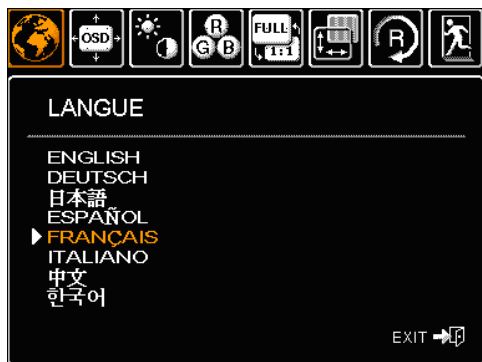 OSD
R
G B
FULL
1:1
R
LANGUE
ENGLISH
DEUTSCH
日本語
ESPAÑOL
FRANÇAIS
ITALIANO
中文
한국어
EXIT